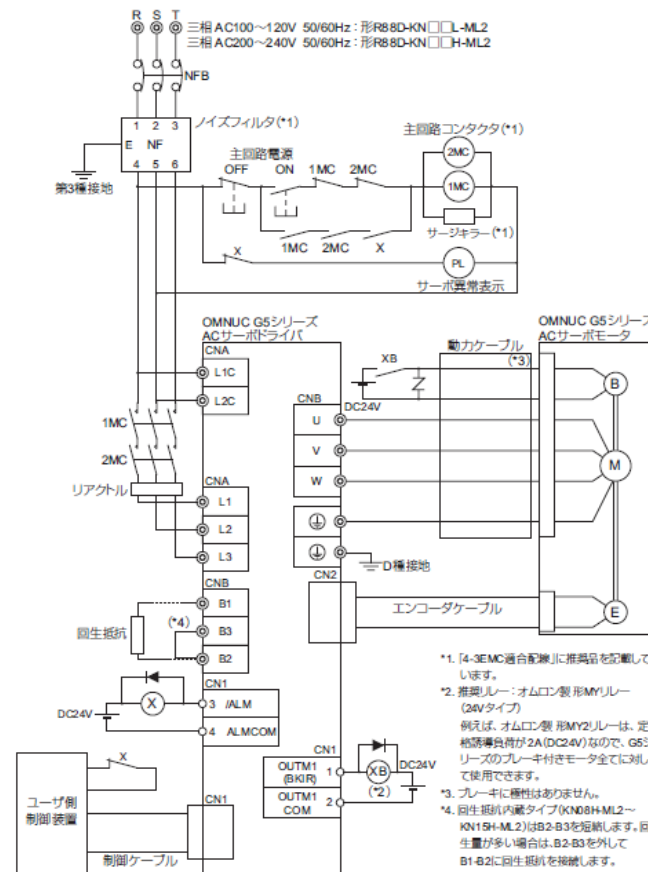 R S T
三相 AC100～120V 50/60Hz：形R88D-KN□□L-ML2
三相 AC200～240V 50/60Hz：形R88D-KN□□H-ML2
NFB
1 2 3
ノイズフィルタ(*1)
E NF
4 5 6
第3種接地
主回路電源
OFF ON 1MC 2MC
主回路コンタクタ(*1)
2MC
1MC
サージキラー(*1)
1MC 2MC X
X
PL
サーボ異常表示
OMNUC G5シリーズ
ACサーボドライバ
CNA
L1C
L2C
1MC
2MC
リアクトル
CNA
L1
L2
L3
CNB
B1
(*4)
B3
B2
回生抵抗
CN1
X
3 /ALM
DC24V
4 ALMCOM
X
ユーザ側
制御装置
CN1
制御ケーブル
OMNUC G5シリーズ
ACサーボモータ
動力ケーブル
(*3)
XB
DC24V
B
CNB
U
V
W
M
D種接地
CN2
エンコーダケーブル
E
CN1
OUTM1
(BKIR)
1
XB
DC24V
(*2)
OUTM1
COM
2
*1. 「4-3EMC適合配線」に推奨品を記載して
います。
*2. 推奨リレー：オムロン製 形MYリレー
(24Vタイプ)
例えば、オムロン製 形MY2リレーは、定
格誘導負荷が2A(DC24V)なので、G5シ
リーズのブレーキ付きモータ全てに対し
て使用できます。
*3. ブレーキに極性はありません。
*4. 回生抵抗内蔵タイプ(KN08H-ML2～
KN15H-ML2)はB2-B3を短絡します。回
生量が多い場合は、B2-B3を外して
B1-B2に回生抵抗を接続します。